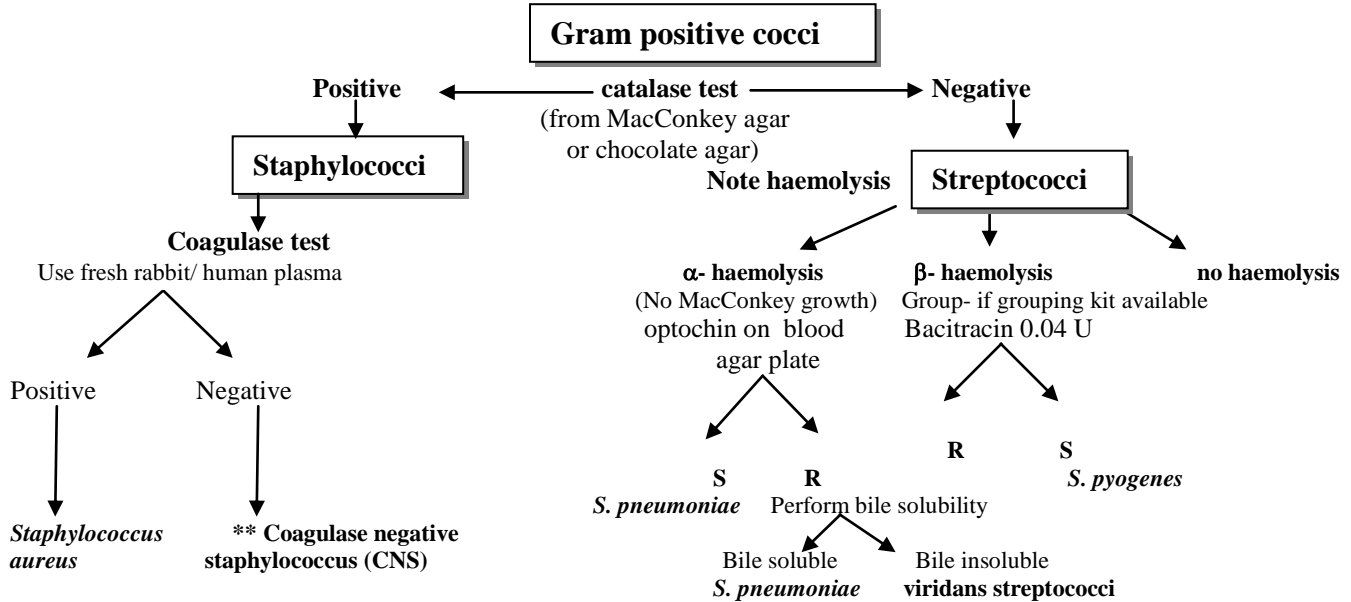 Gram positive cocci
Positive
catalase test
Negative
(from MacConkey agar
or chocolate agar)
Staphylococci
Note haemolysis
Streptococci
Coagulase test
Use fresh rabbit/ human plasma
α- haemolysis
(No MacConkey growth)
optochin on blood
agar plate
β- haemolysis
Group- if grouping kit available
Bacitracin 0.04 U
no haemolysis
Positive
Negative
Staphylococcus
aureus
** Coagulase negative
staphylococcus (CNS)
S
S. pneumoniae
R
Perform bile solubility
R
S
S. pyogenes
Bile soluble
S. pneumoniae
Bile insoluble
viridans streptococci